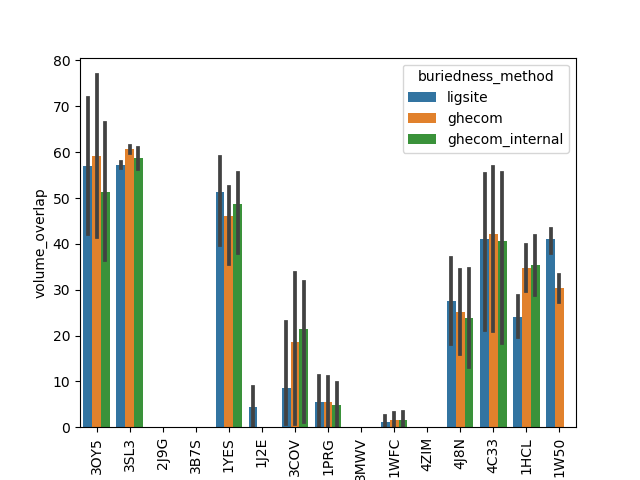 80
70
60
50
40
30
20
10
0
volume_overlap
buriedness_method
ligsite
ghecom
ghecom_internal
3OY5
3SL3
2J9G
3B7S
1YES
1J2E
3COV
1PRG
3MWV
1WFC
4ZIM
4J8N
4C33
1HCL
1W50